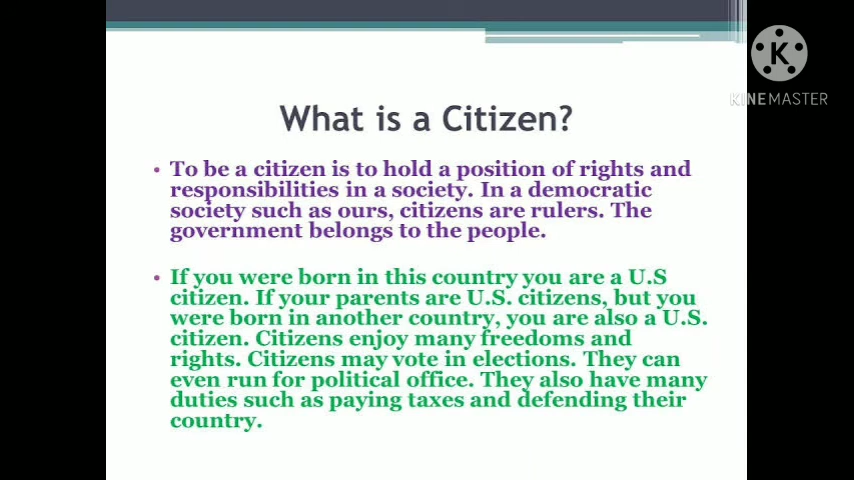 What is a Citizen?
• To be a citizen is to hold a position of rights and
responsibilities in a society. In a democratic
society such as ours, citizens are rulers. The
government belongs to the people.
• If you were born in this country you are a U.S
citizen. If your parents are U.S. citizens, but you
were born in another country, you are also a U.S.
citizen. Citizens enjoy many freedoms and
rights. Citizens may vote in elections. They can
even run for political office. They also have many
duties such as paying taxes and defending their
country.
K
KINEMASTER